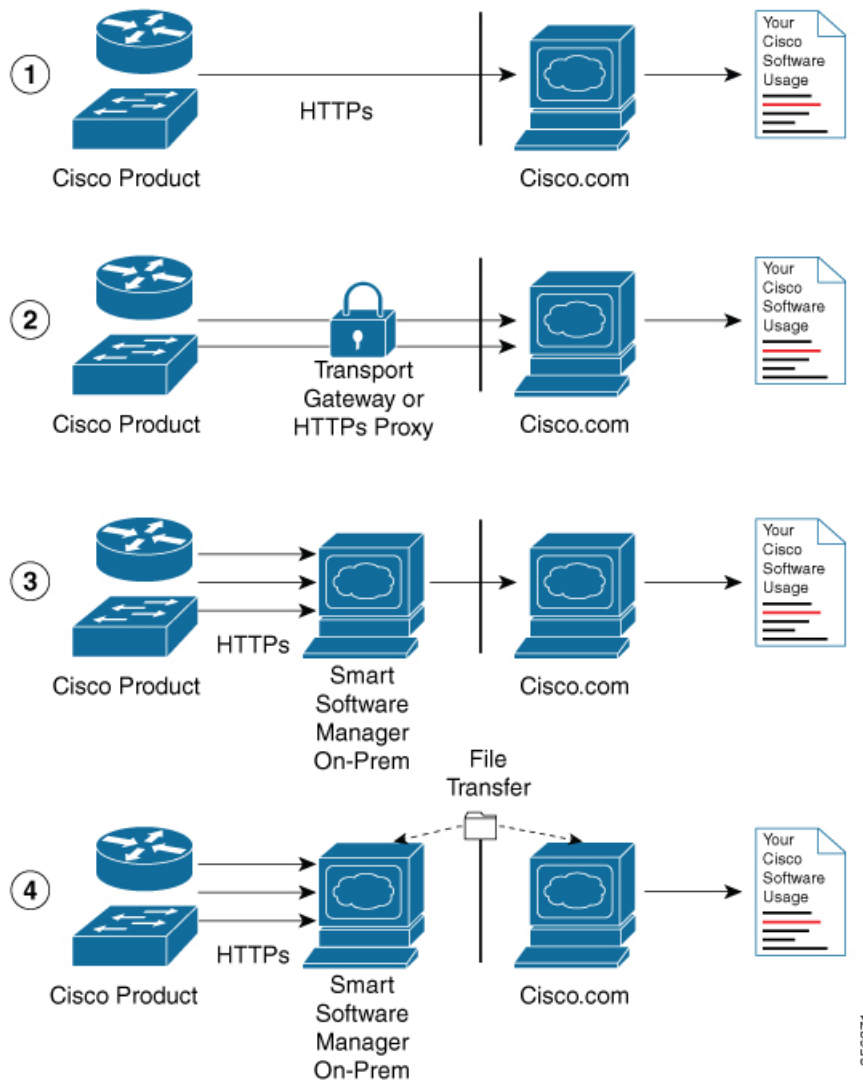 1
HTTPs
Cisco Product
Cisco.com
Your
Cisco
Software
Usage
2
Transport
Gateway or
HTTPs Proxy
Cisco Product
Cisco.com
Your
Cisco
Software
Usage
3
HTTPs
Cisco Product
Smart
Software
Manager
On-Prem
Cisco.com
Your
Cisco
Software
Usage
File
Transfer
4
HTTPs
Cisco Product
Smart
Software
Manager
On-Prem
Cisco.com
Your
Cisco
Software
Usage